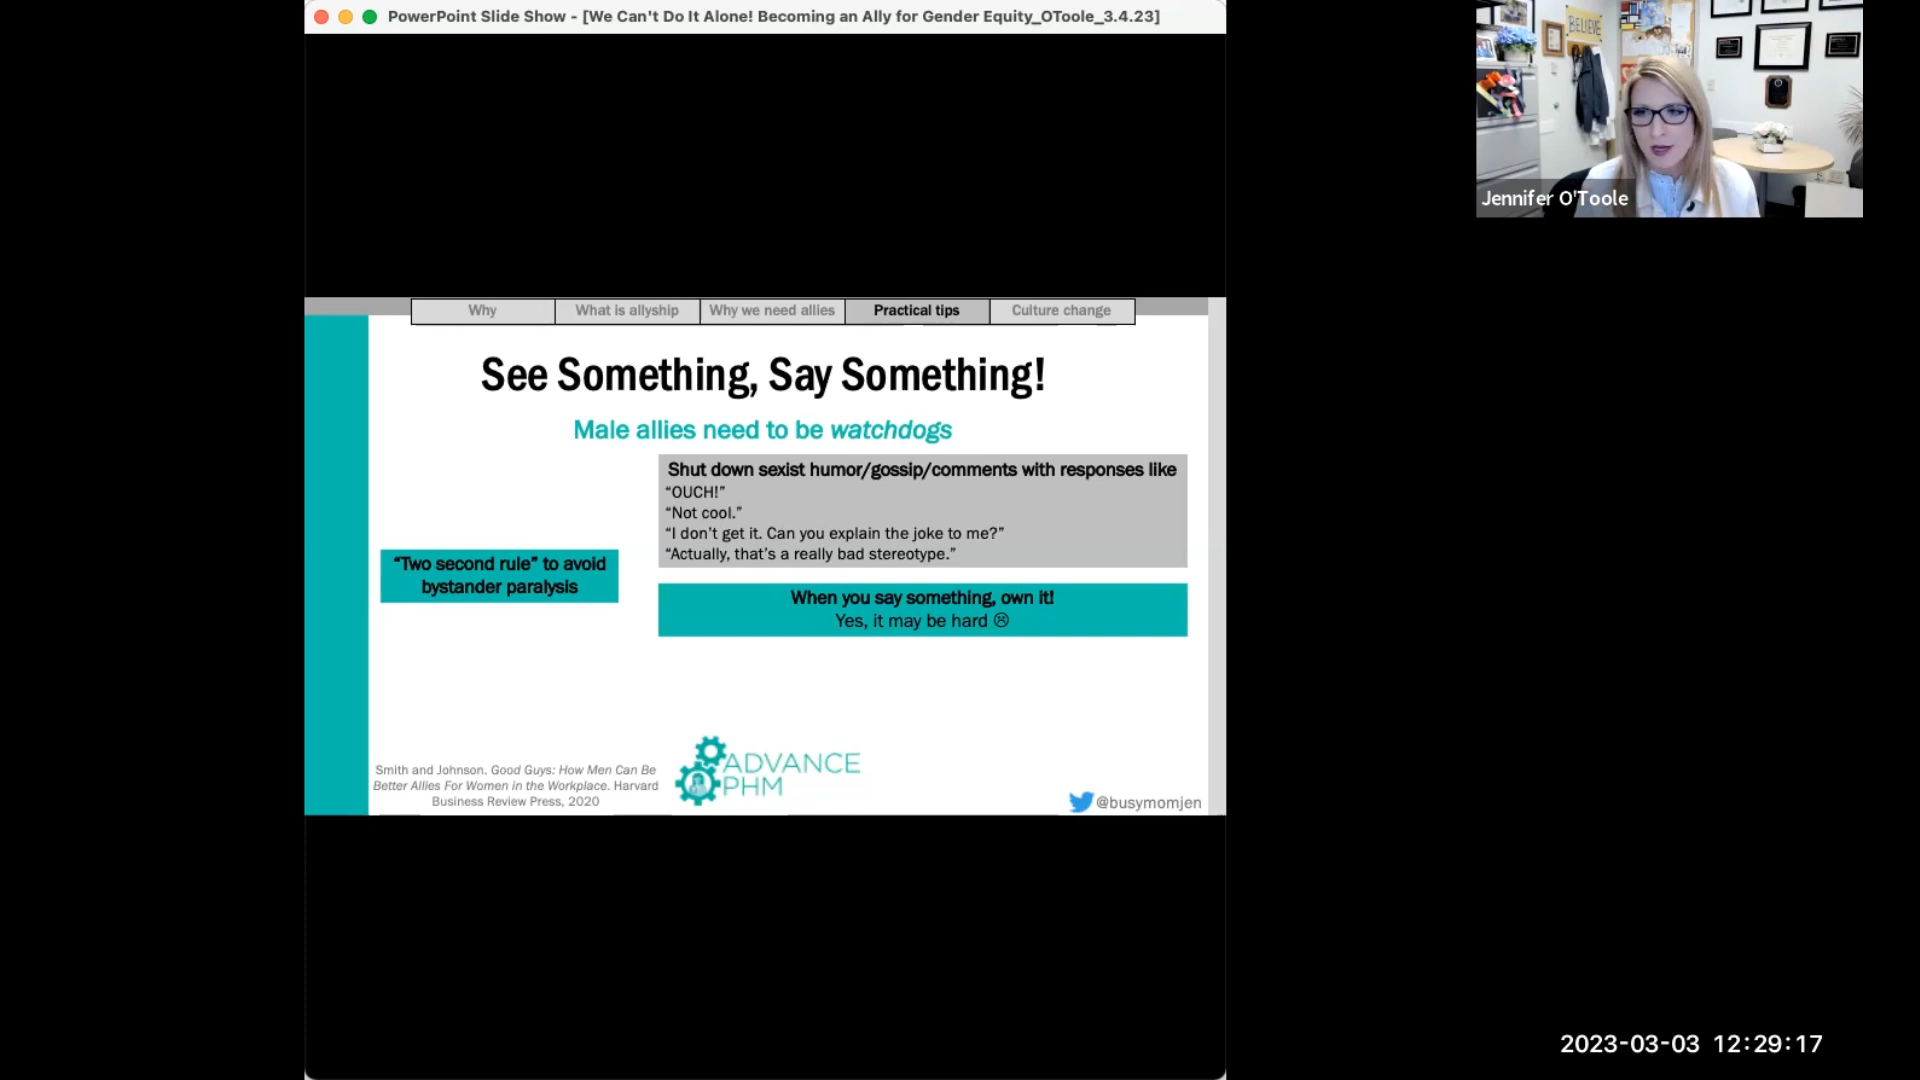 PowerPoint Slide Show - [We Can't Do It Alone! Becoming an Ally for Gender Equity_OToole_3.4.23]
BELIEVE
Jennifer O'Toole
Why
What is allyship
Why we need allies
Practical tips
Culture change
See Something, Say Something!
Male allies need to be watchdogs
Shut down sexist humor/gossip/comments with responses like
“OUCH!”
“Not cool.”
“I don’t get it. Can you explain the joke to me?”
“Actually, that’s a really bad stereotype.”
“Two second rule” to avoid
bystander paralysis
When you say something, own it!
Yes, it may be hard ☹
Smith and Johnson. Good Guys: How Men Can Be
Better Allies For Women in the Workplace. Harvard
Business Review Press, 2020
ADVANCE
PHM
@busymomjen
2023-03-03 12:29:17